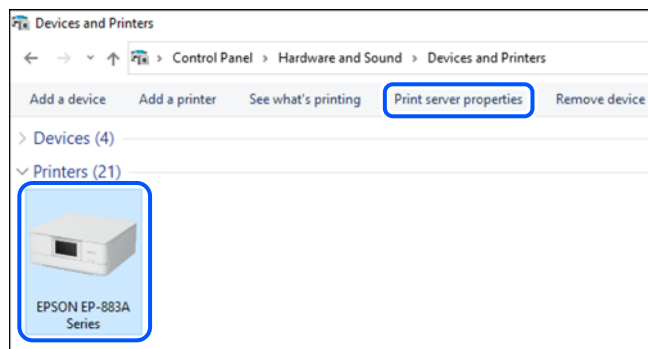 Devices and Printers
Control Panel > Hardware and Sound > Devices and Printers
Add a device Add a printer See what's printing Print server properties Remove device
Devices (4)
Printers (21)
EPSON EP-883A
Series